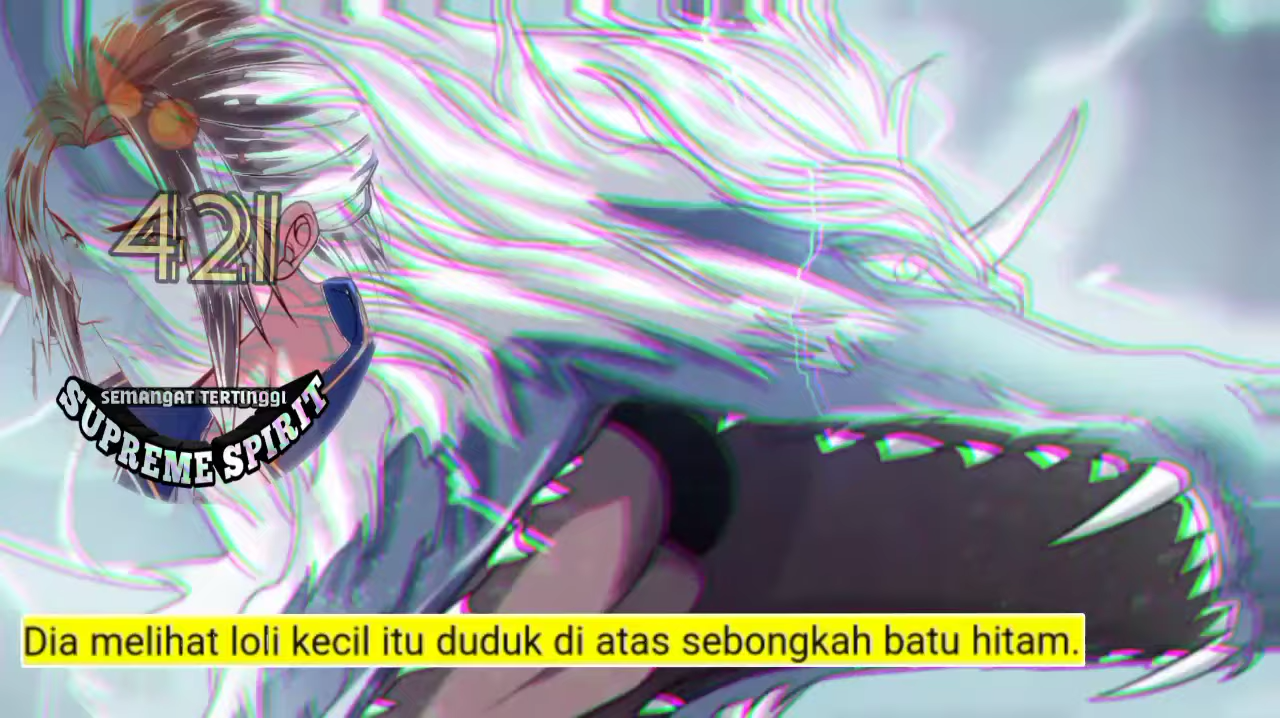 421
SEMANGAT TERTINGGI
SUPREME SPIRIT
Dia melihat loli kecil itu duduk di atas sebongkah batu hitam.